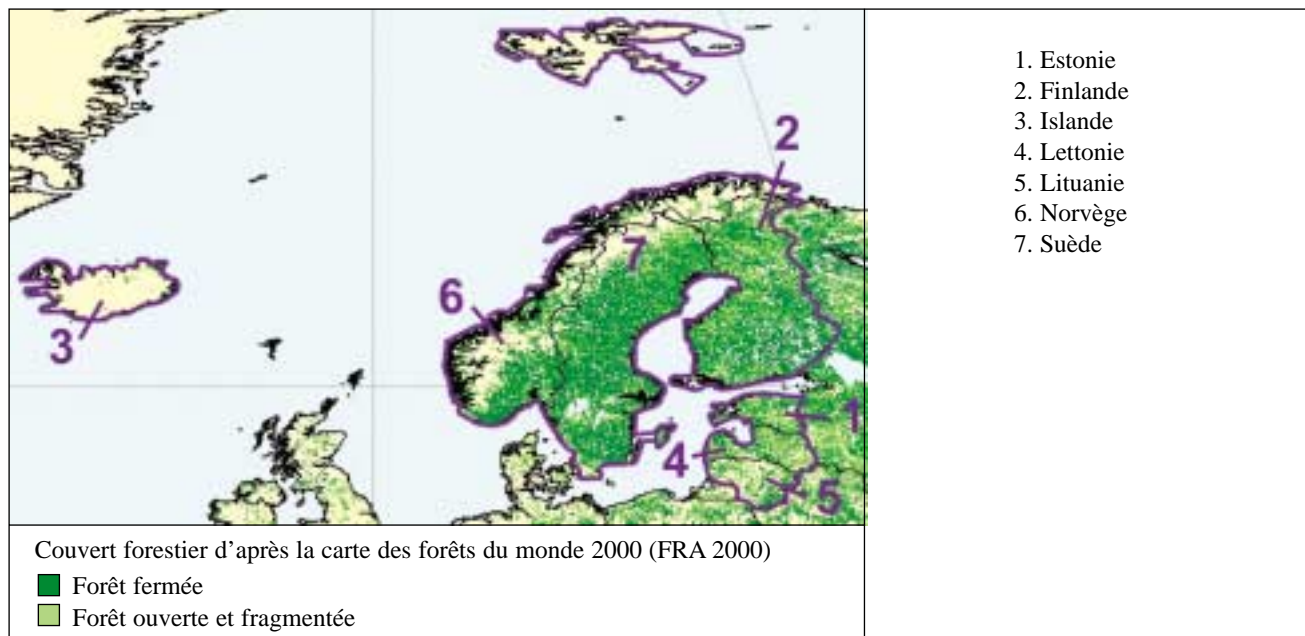 2
7
6
3
1
4
5
Couvert forestier d'après la carte des forêts du monde 2000 (FRA 2000)
Forêt fermée
Forêt ouverte et fragmentée
1. Estonie
2. Finlande
3. Islande
4. Lettonie
5. Lituanie
6. Norvège
7. Suède